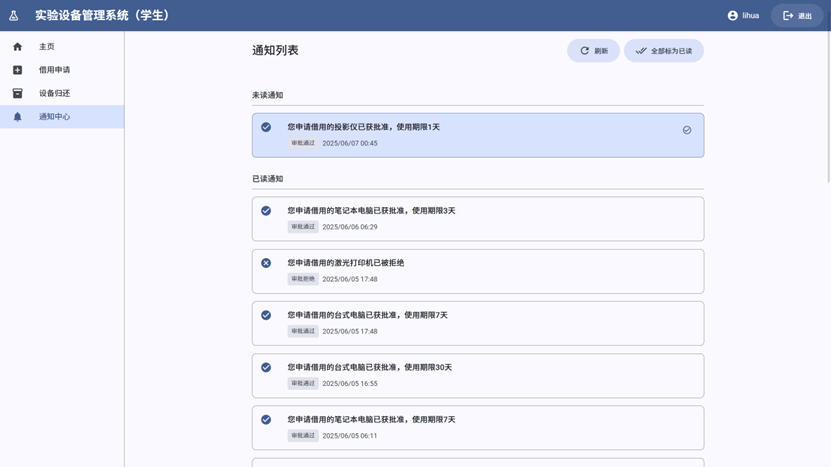 实验设备管理系统（学生）
lihua
退出
主页
借用申请
设备归还
通知中心
通知列表
刷新
全部标为已读
未读通知
您申请借用的投影仪已获批准，使用期限1天
审批通过 2025/06/07 00:45
已读通知
您申请借用的笔记本电脑已获批准，使用期限3天
审批通过 2025/06/06 06:29
您申请借用的激光打印机已被拒绝
审批拒绝 2025/06/05 17:48
您申请借用的台式电脑已获批准，使用期限7天
审批通过 2025/06/05 17:48
您申请借用的台式电脑已获批准，使用期限30天
审批通过 2025/06/05 16:55
您申请借用的笔记本电脑已获批准，使用期限7天
审批通过 2025/06/05 06:11